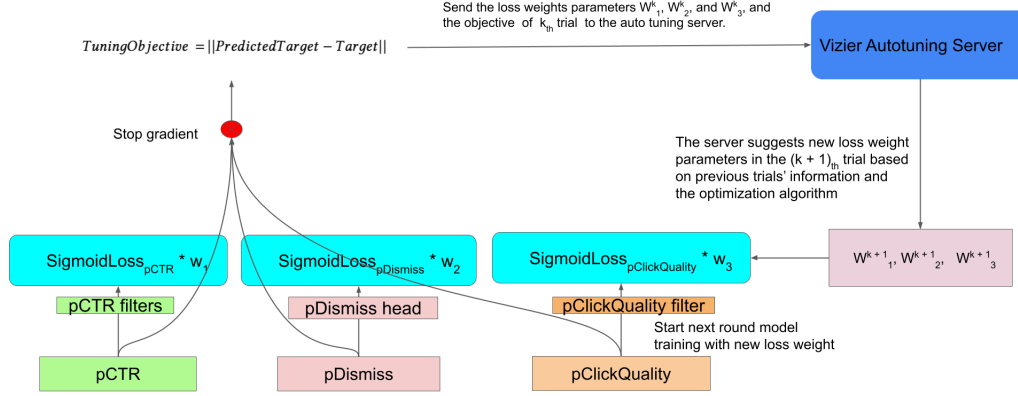 Send the loss weights parameters W^k_1, W^k_2, and W^k_3, and
the objective of k_th trial to the auto tuning server.
TuningObjective = ||PredictedTarget − Target||
Vizier Autotuning Server
Stop gradient
The server suggests new loss weight
parameters in the (k + 1)_th trial based
on previous trials' information and
the optimization algorithm
SigmoidLoss_pCTR * w_1
SigmoidLoss_pDismiss * w_2
SigmoidLoss_pClickQuality * w_3
W^k + 1_1, W^k + 1_2, W^k + 1_3
pCTR filters
pDismiss head
pClickQuality filter
Start next round model
training with new loss weight
pCTR
pDismiss
pClickQuality